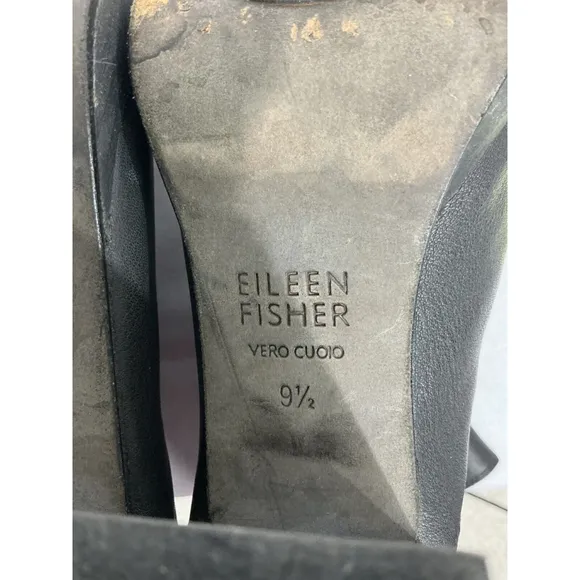 EILEEN
FISHER
VERO CUOIO
9½